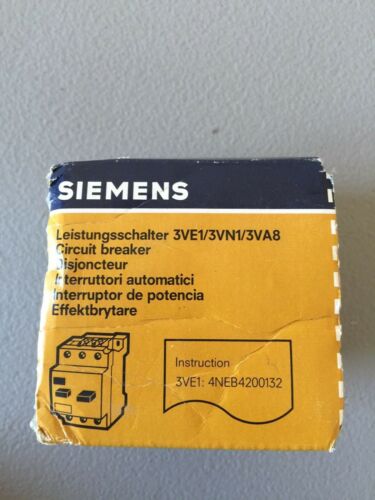 SIEMENS
Leistungsschalter 3VE1/3VN1/3VA8
Circuit breaker
Disjoncteur
Interruttori automatici
Interruptor de potencia
Effektbrytare
Instruction
3VE1: 4NEB4200132